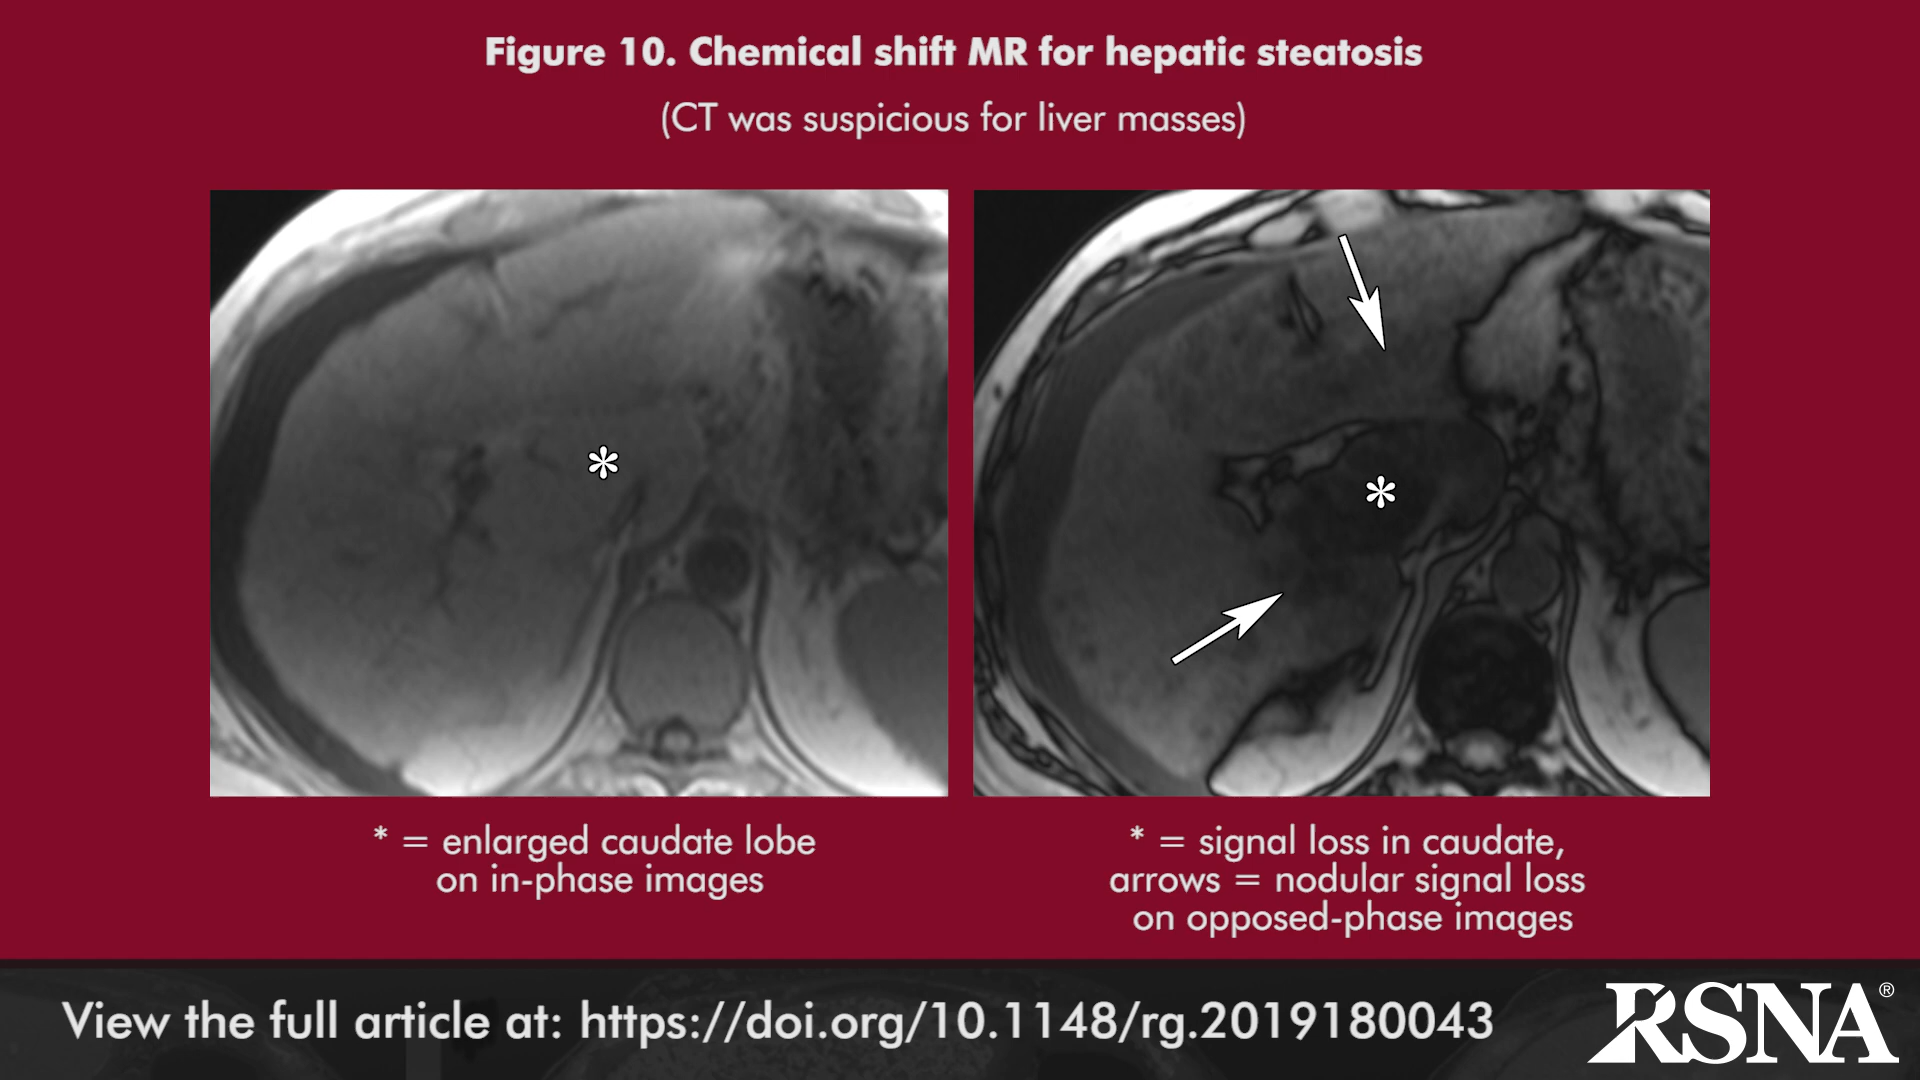 Figure 10. Chemical shift MR for hepatic steatosis
(CT was suspicious for liver masses)
*
*
* = enlarged caudate lobe
on in-phase images
* = signal loss in caudate,
arrows = nodular signal loss
on opposed-phase images
View the full article at: https://doi.org/10.1148/rg.2019180043
RSNA®